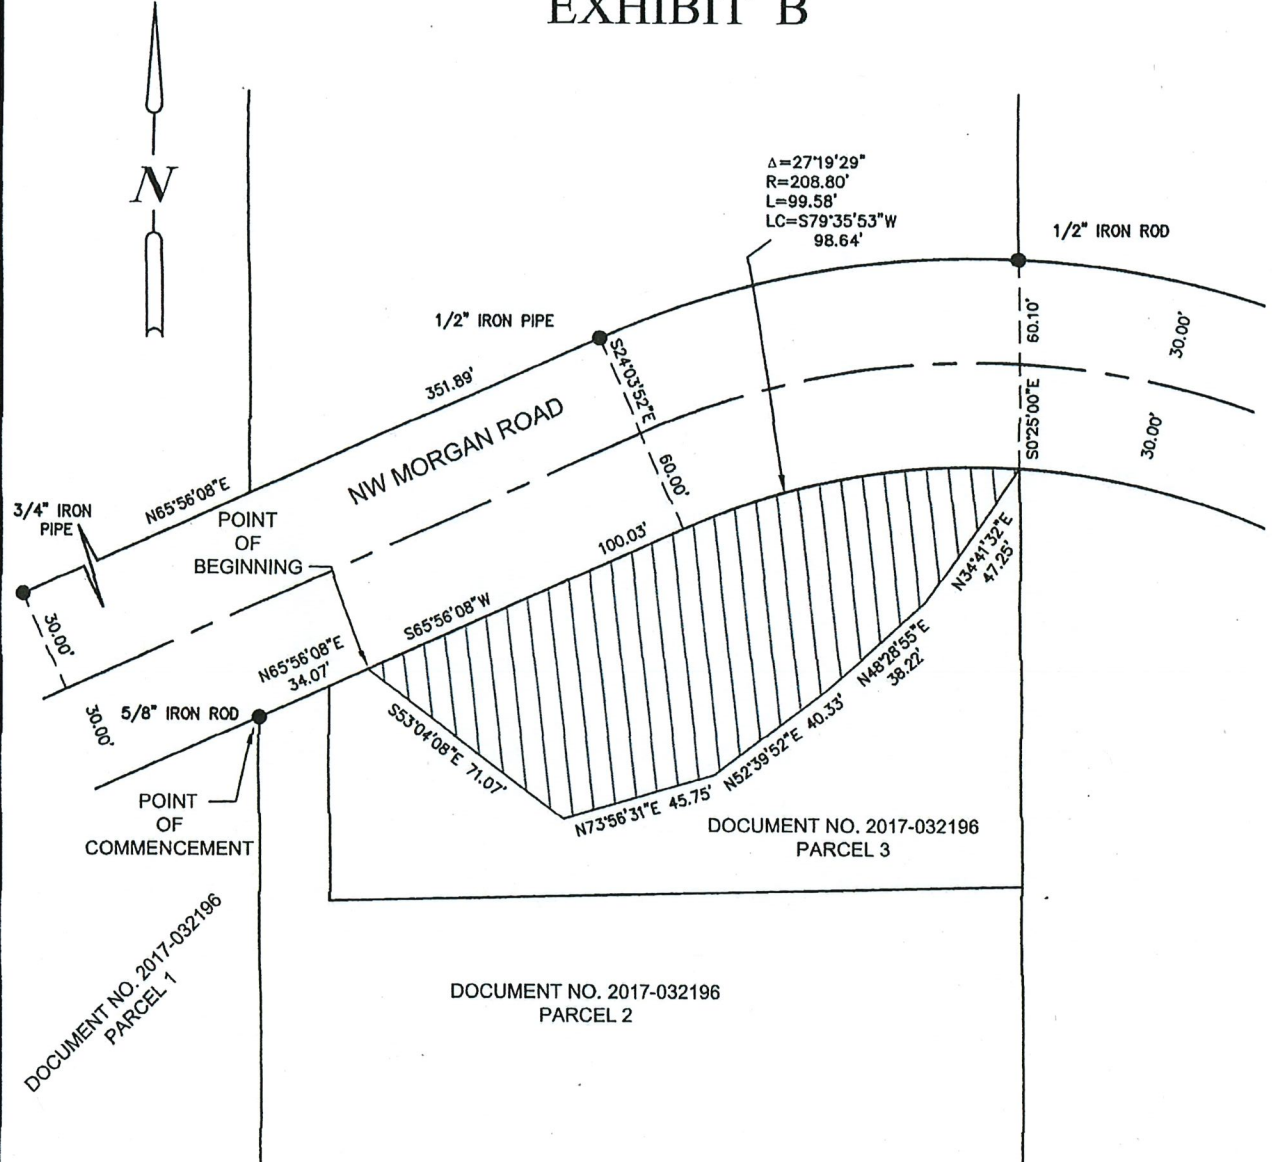 EXHIBIT B
N
Δ=27°19'29"
R=208.80'
L=99.58'
LC=S79°35'53"W
98.64'
1/2" IRON ROD
1/2" IRON PIPE
351.89'
N65°56'08"E
NW MORGAN ROAD
S24°03'52"E
60.00'
60.10'
S0°25'00"E
30.00'
30.00'
3/4" IRON
PIPE
POINT
OF
BEGINNING
30.00'
30.00'
100.03'
S65°56'08"W
N65°56'08"E
34.07'
5/8" IRON ROD
POINT
OF
COMMENCEMENT
S53°04'08"E 71.07'
N73°56'31"E 45.75'
N52°39'52"E 40.33'
N48°28'55"E
38.22'
N34°41'32"E
47.25'
DOCUMENT NO. 2017-032196
PARCEL 3
DOCUMENT NO. 2017-032196
PARCEL 1
DOCUMENT NO. 2017-032196
PARCEL 2